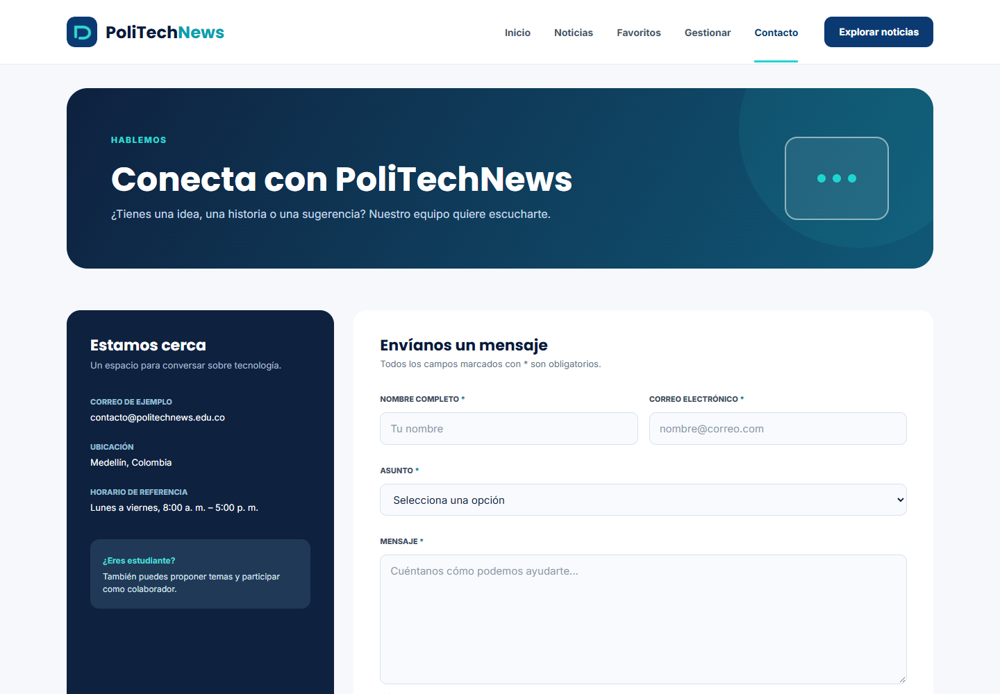 PoliTechNews
Inicio
Noticias
Favoritos
Gestionar
Contacto
Explorar noticias
HABLEMOS
Conecta con PoliTechNews
¿Tienes una idea, una historia o una sugerencia? Nuestro equipo quiere escucharte.
Estamos cerca
Un espacio para conversar sobre tecnología.
CORREO DE EJEMPLO
contacto@politechnews.edu.co
UBICACIÓN
Medellín, Colombia
HORARIO DE REFERENCIA
Lunes a viernes, 8:00 a. m. – 5:00 p. m.
¿Eres estudiante?
También puedes proponer temas y participar
como colaborador.
Envíanos un mensaje
Todos los campos marcados con * son obligatorios.
NOMBRE COMPLETO *
Tu nombre
CORREO ELECTRÓNICO *
nombre@correo.com
ASUNTO *
Selecciona una opción
MENSAJE *
Cuéntanos cómo podemos ayudarte...